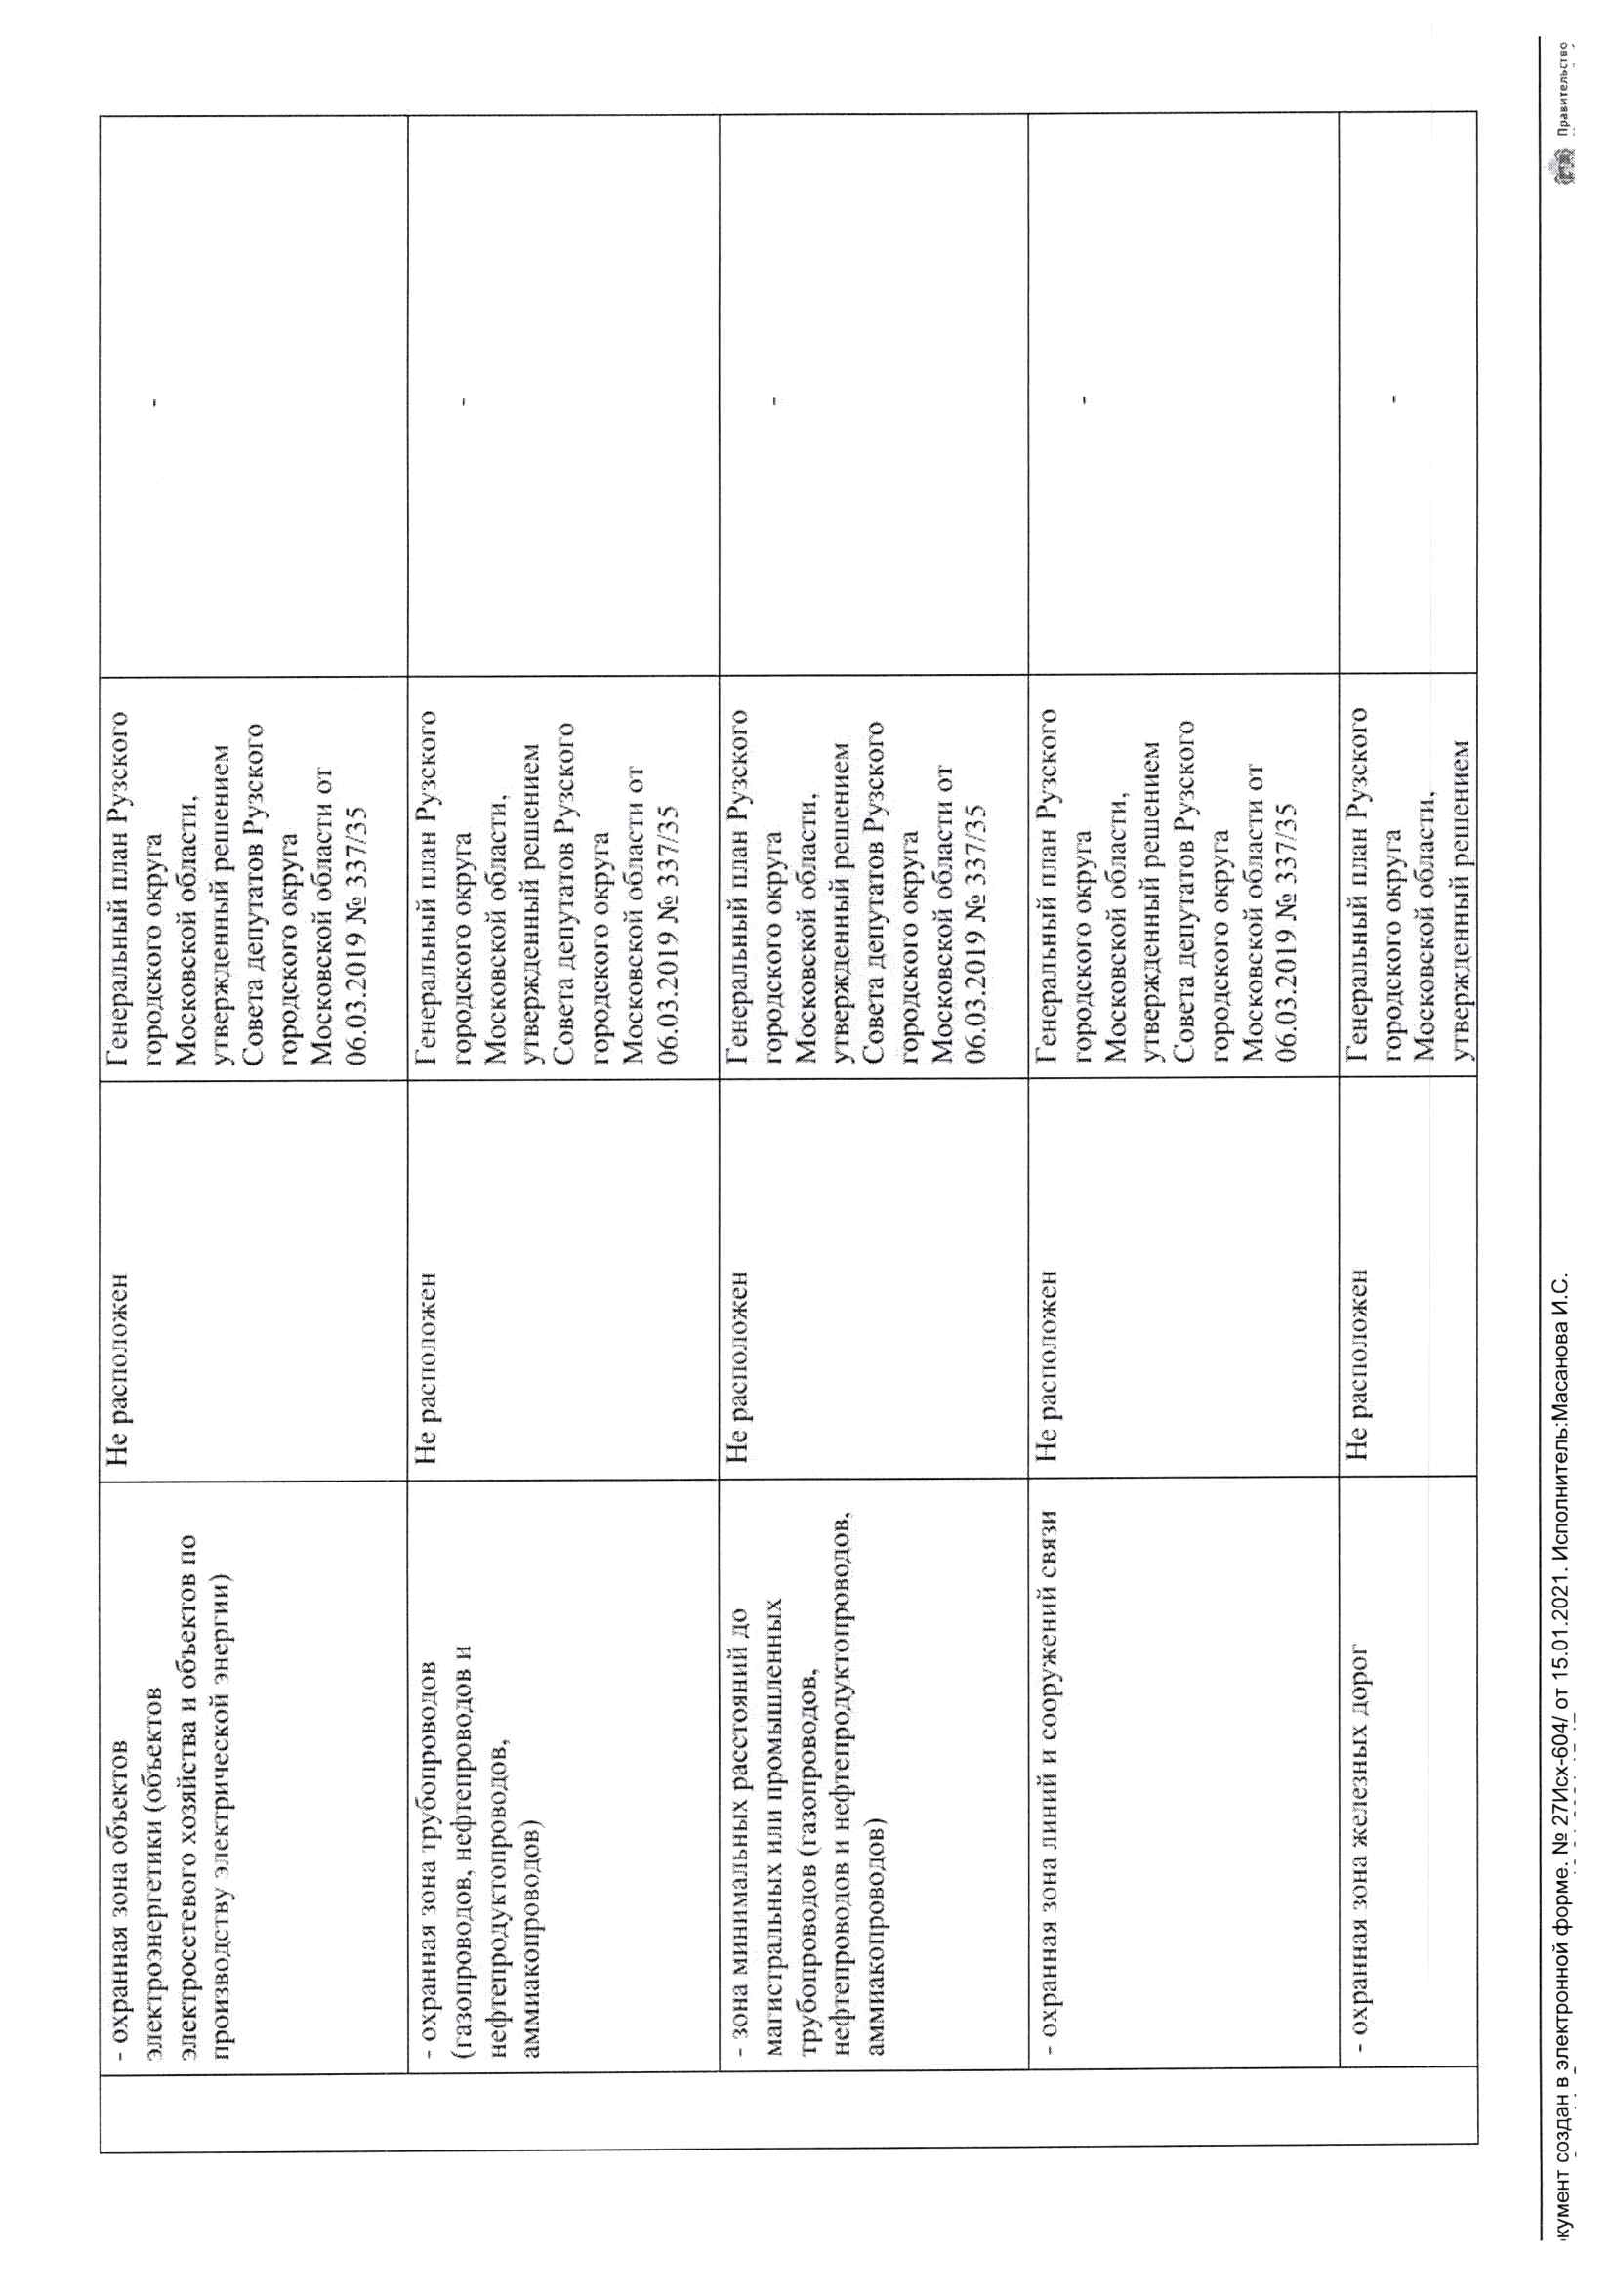 - охранная зона объектов
электроэнергетики (объектов
электросетевого хозяйства и объектов по
производству электрической энергии)
Не расположен
Генеральный план Рузского
городского округа
Московской области,
утвержденный решением
Совета депутатов Рузского
городского округа
Московской области от
06.03.2019 № 337/35
-
- охранная зона трубопроводов
(газопроводов, нефтепроводов и
нефтепродуктопроводов,
аммиакопроводов)
Не расположен
Генеральный план Рузского
городского округа
Московской области,
утвержденный решением
Совета депутатов Рузского
городского округа
Московской области от
06.03.2019 № 337/35
-
- зона минимальных расстояний до
магистральных или промышленных
трубопроводов (газопроводов,
нефтепроводов и нефтепродуктопроводов,
аммиакопроводов)
Не расположен
Генеральный план Рузского
городского округа
Московской области,
утвержденный решением
Совета депутатов Рузского
городского округа
Московской области от
06.03.2019 № 337/35
-
- охранная зона линий и сооружений связи
Не расположен
Генеральный план Рузского
городского округа
Московской области,
утвержденный решением
Совета депутатов Рузского
городского округа
Московской области от
06.03.2019 № 337/35
-
- охранная зона железных дорог
Не расположен
Генеральный план Рузского
городского округа
Московской области,
утвержденный решением
-
кумент создан в электронной форме. № 27Исх-604/ от 15.01.2021. Исполнитель:Масанова И.С.
Правительство